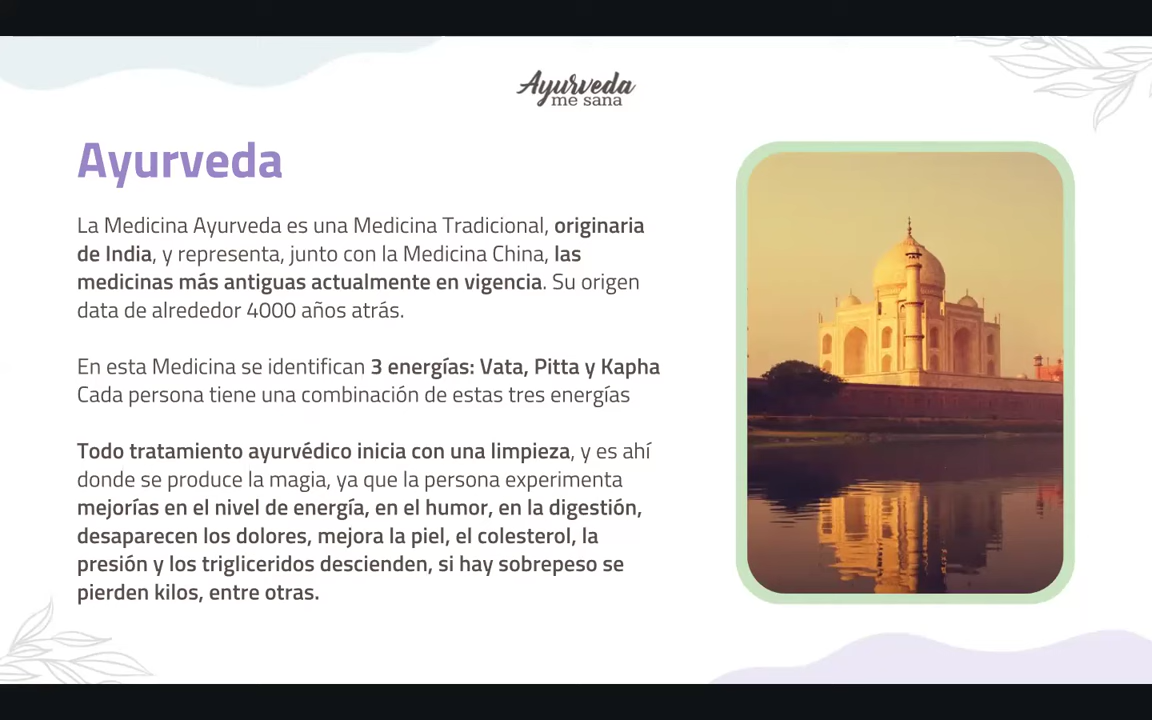 Ayurveda
me sana
Ayurveda
La Medicina Ayurveda es una Medicina Tradicional, originaria
de India, y representa, junto con la Medicina China, las
medicinas más antiguas actualmente en vigencia. Su origen
data de alrededor 4000 años atrás.
En esta Medicina se identifican 3 energías: Vata, Pitta y Kapha
Cada persona tiene una combinación de estas tres energías
Todo tratamiento ayurvédico inicia con una limpieza, y es ahí
donde se produce la magia, ya que la persona experimenta
mejorías en el nivel de energía, en el humor, en la digestión,
desaparecen los dolores, mejora la piel, el colesterol, la
presión y los trigliceridos descienden, si hay sobrepeso se
pierden kilos, entre otras.